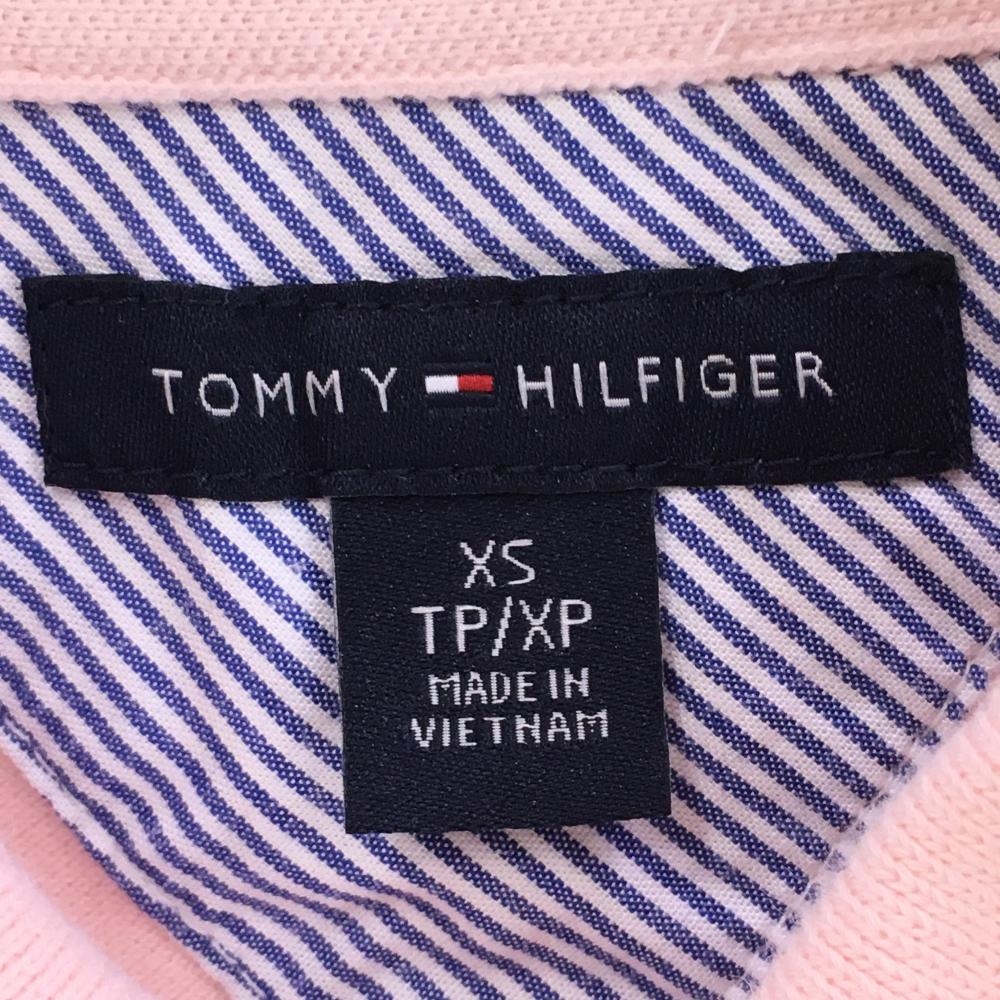 TOMMY HILFIGER
XS
TP/XP
MADE IN
VIETNAM